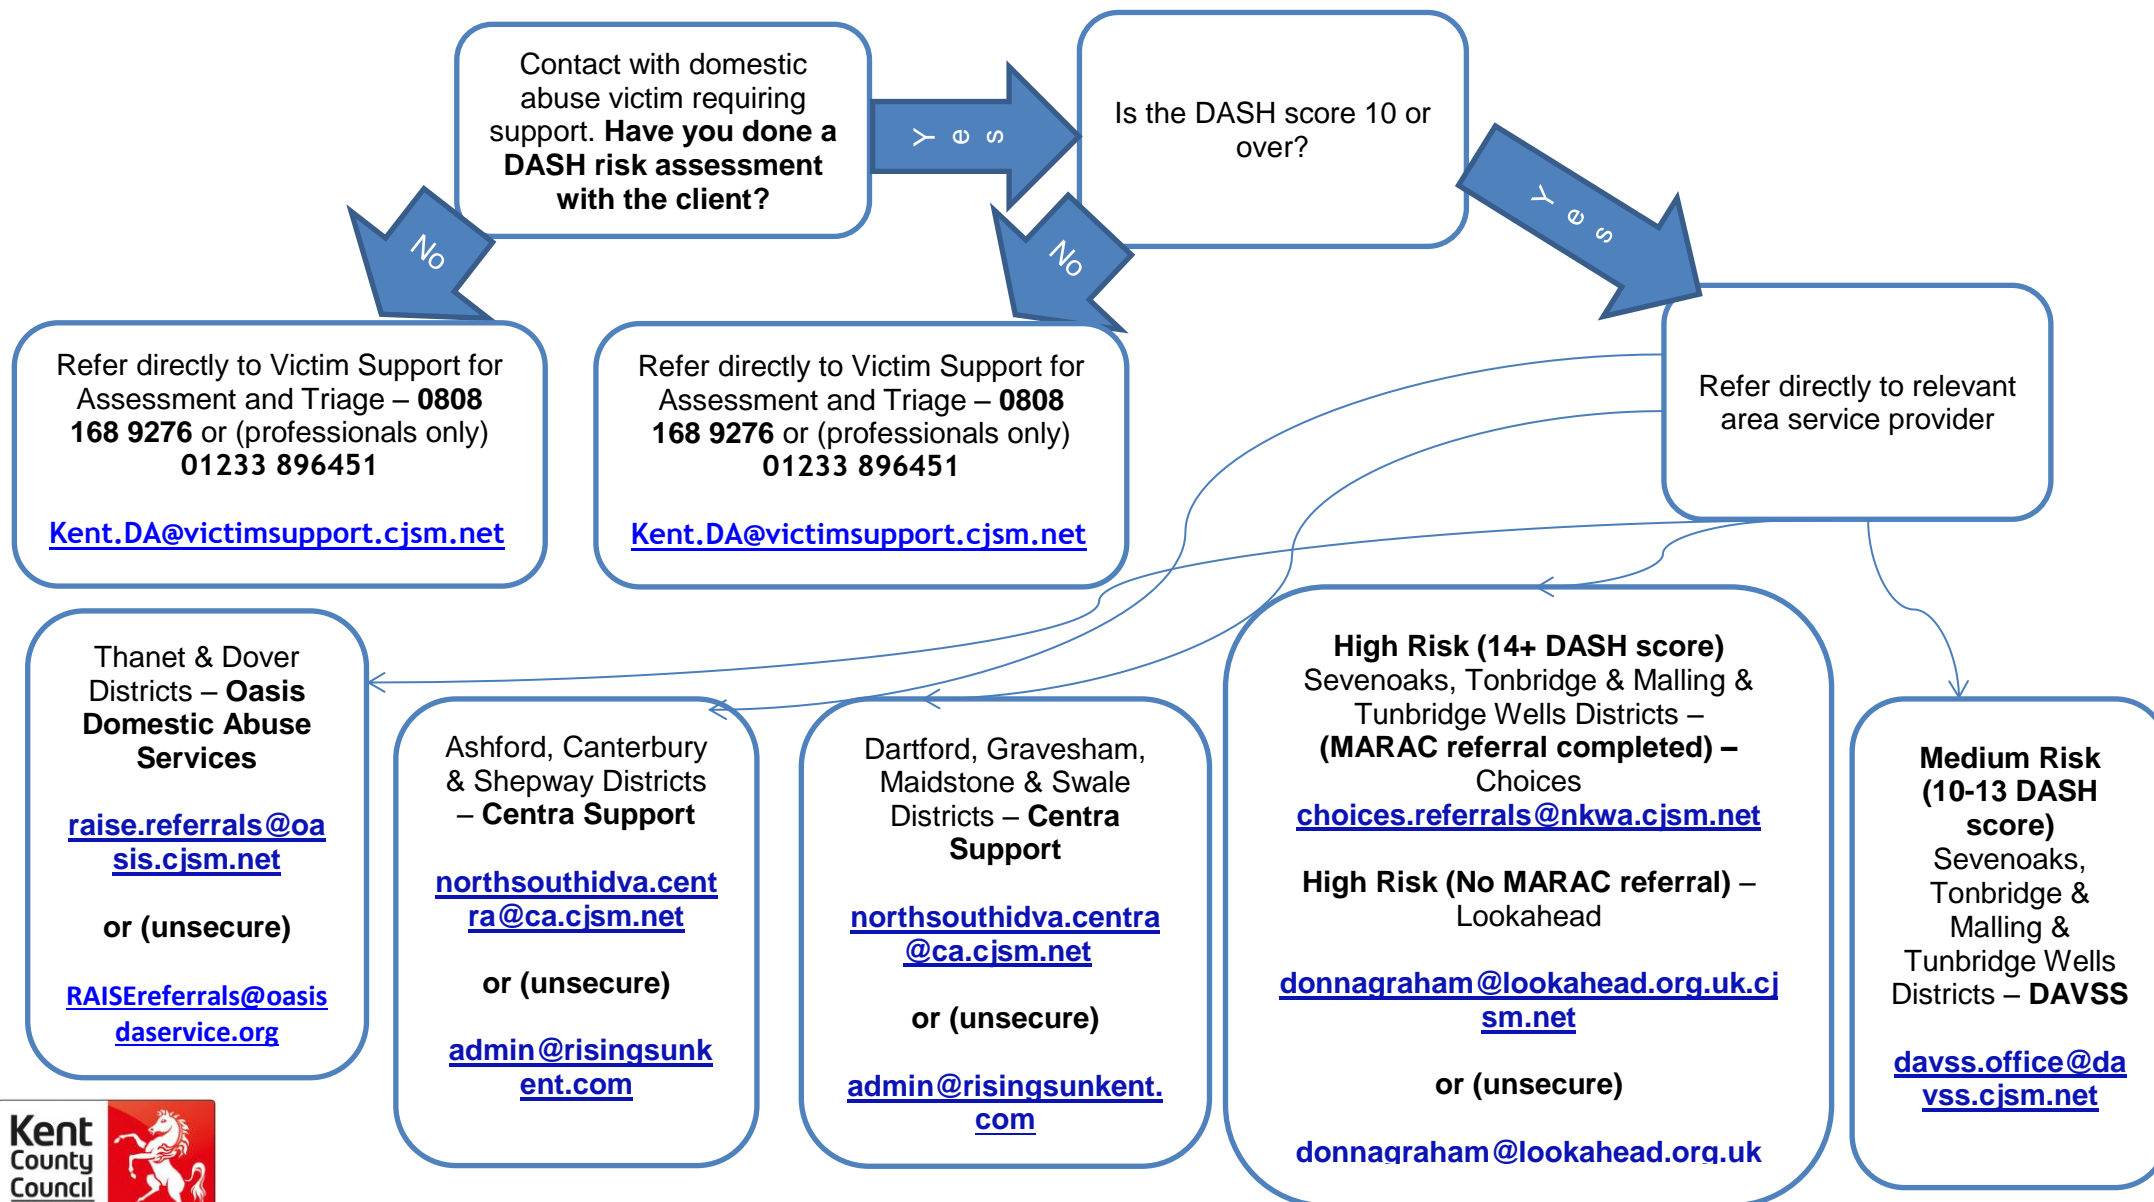 Contact with domestic
abuse victim requiring
support. Have you done a
DASH risk assessment
with the client?
Yes
Is the DASH score 10 or
over?
No
No
Yes
Refer directly to Victim Support for
Assessment and Triage – 0808
168 9276 or (professionals only)
01233 896451
Kent.DA@victimsupport.cjsm.net
Refer directly to Victim Support for
Assessment and Triage – 0808
168 9276 or (professionals only)
01233 896451
Kent.DA@victimsupport.cjsm.net
Refer directly to relevant
area service provider
Thanet & Dover
Districts – Oasis
Domestic Abuse
Services
raise.referrals@oa
sis.cjsm.net
or (unsecure)
RAISEreferrals@oasis
daservice.org
Ashford, Canterbury
& Shepway Districts
– Centra Support
northsouthidva.cent
ra@ca.cjsm.net
or (unsecure)
admin@risingsunk
ent.com
Dartford, Gravesham,
Maidstone & Swale
Districts – Centra
Support
northsouthidva.centra
@ca.cjsm.net
or (unsecure)
admin@risingsunkent.
com
High Risk (14+ DASH score)
Sevenoaks, Tonbridge & Malling &
Tunbridge Wells Districts –
(MARAC referral completed) –
Choices
choices.referrals@nkwa.cjsm.net
High Risk (No MARAC referral) –
Lookahead
donnagraham@lookahead.org.uk.cj
sm.net
or (unsecure)
donnagraham@lookahead.org.uk
Medium Risk
(10-13 DASH
score)
Sevenoaks,
Tonbridge &
Malling &
Tunbridge Wells
Districts – DAVSS
davss.office@da
vss.cjsm.net
Kent
County
Council